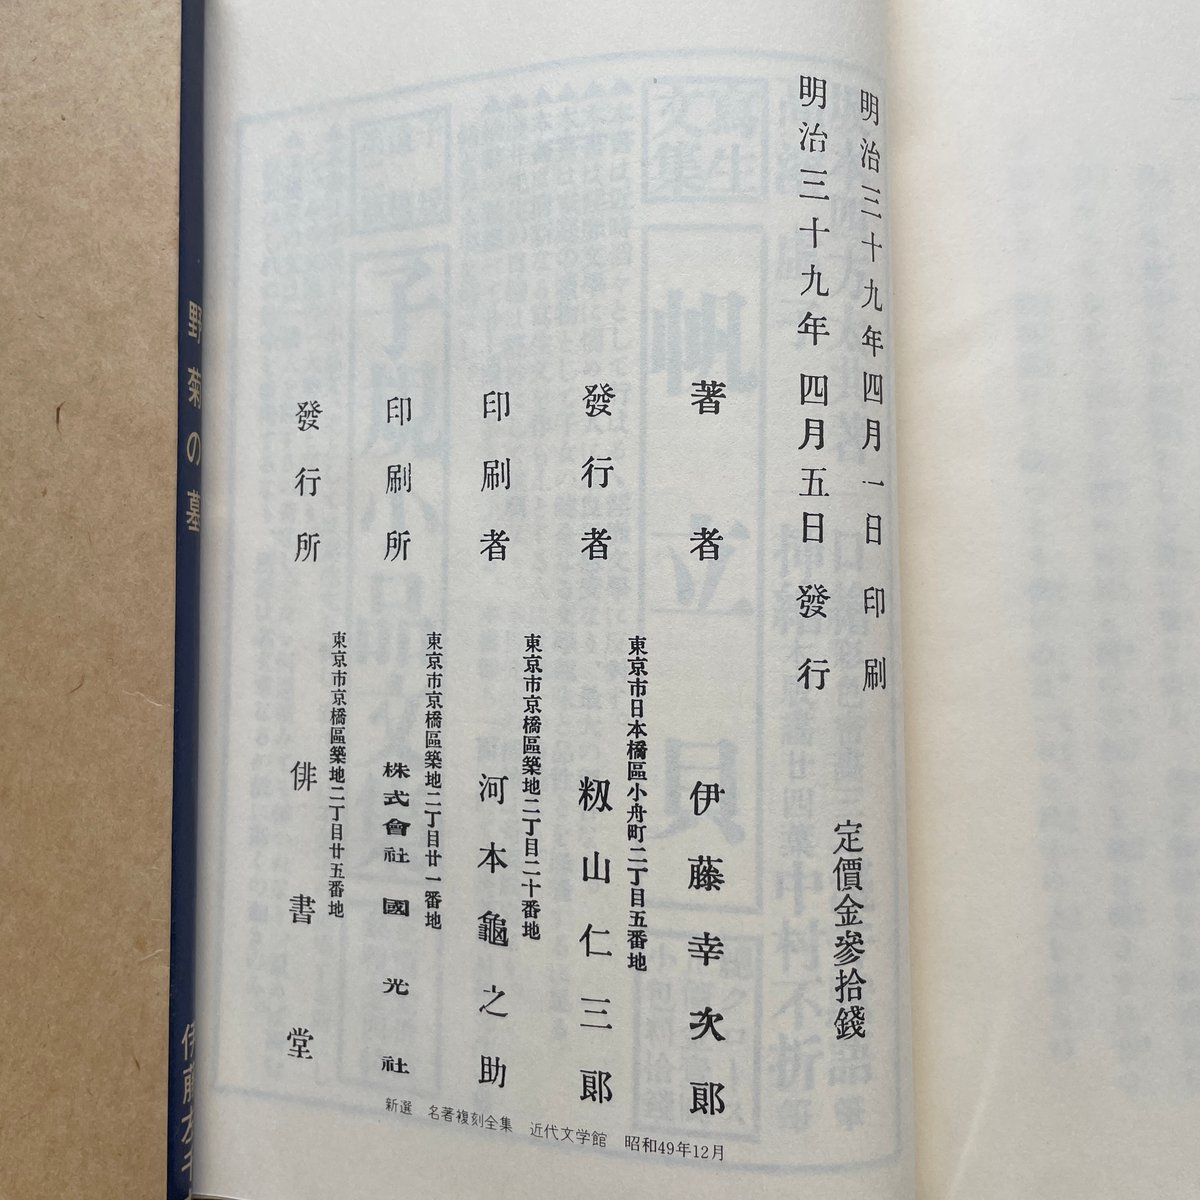 明治三十九年四月一日印刷
明治三十九年四月五日發行
定價金參拾錢
著者 伊藤幸次郎
東京市日本橋區小舟町二丁目五番地
發行者 籾山仁三郎
東京市京橋區築地二丁目二十番地
印刷者 河本龜之助
東京市京橋區築地二丁目廿一番地
印刷所 株式會社國光社
東京市京橋區築地二丁目廿五番地
發行所 俳書堂
新選 名著複刻全集 近代文学館 昭和49年12月
野菊の墓
伊藤左千